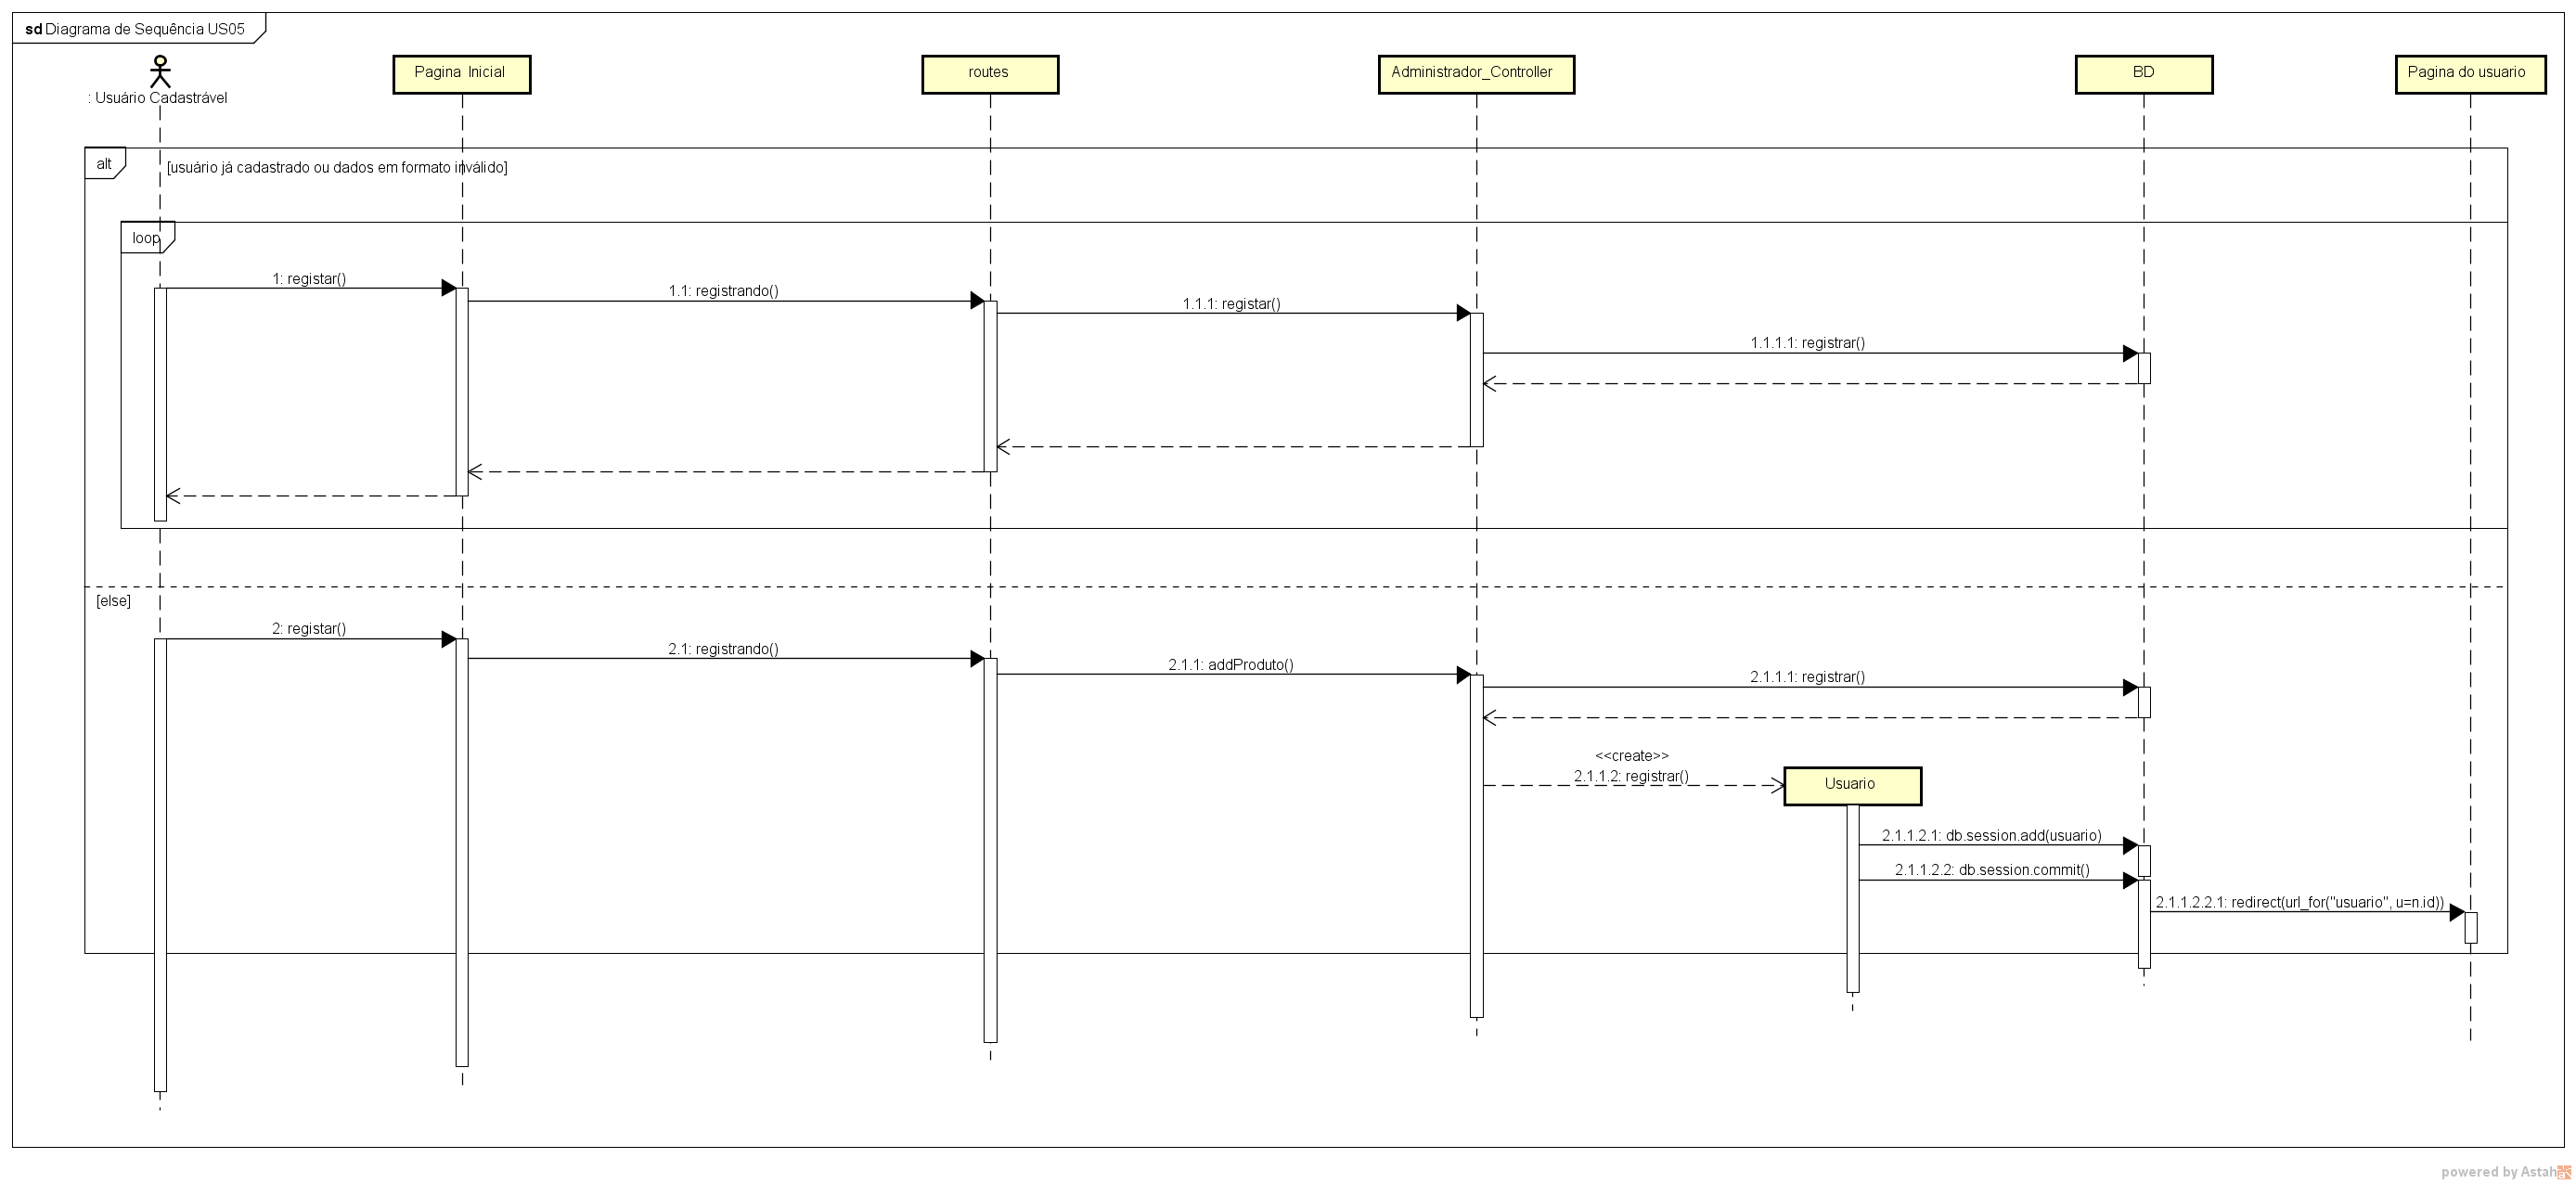 sd Diagrama de Sequência US05
: Usuário Cadastrável
Pagina Inicial
routes
Administrador_Controller
BD
Pagina do usuario
alt
[usuário já cadastrado ou dados em formato inválido]
loop
1: registar()
1.1: registrando()
1.1.1: registar()
1.1.1.1: registrar()
[else]
2: registar()
2.1: registrando()
2.1.1: addProduto()
2.1.1.1: registrar()
<<create>>
2.1.1.2: registrar()
Usuario
2.1.1.2.1: db.session.add(usuario)
2.1.1.2.2: db.session.commit()
2.1.1.2.2.1: redirect(url_for("usuario", u=n.id))
powered by Astah